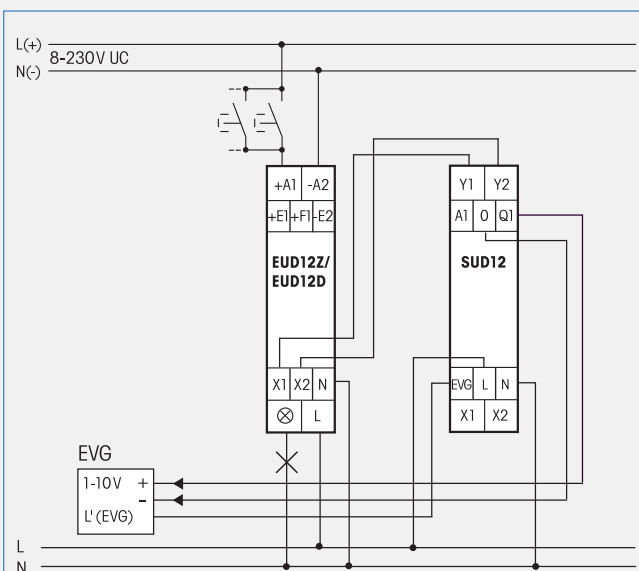 L(+)
8-230V UC
N(-)
+A1 -A2
+E1 +F1 -E2
EUD12Z/
EUD12D
X1 X2 N
L
Y1 Y2
A1 0 Q1
SUD12
EVG L N
X1 X2
EVG
1-10V +
-
L'(EVG)
L
N